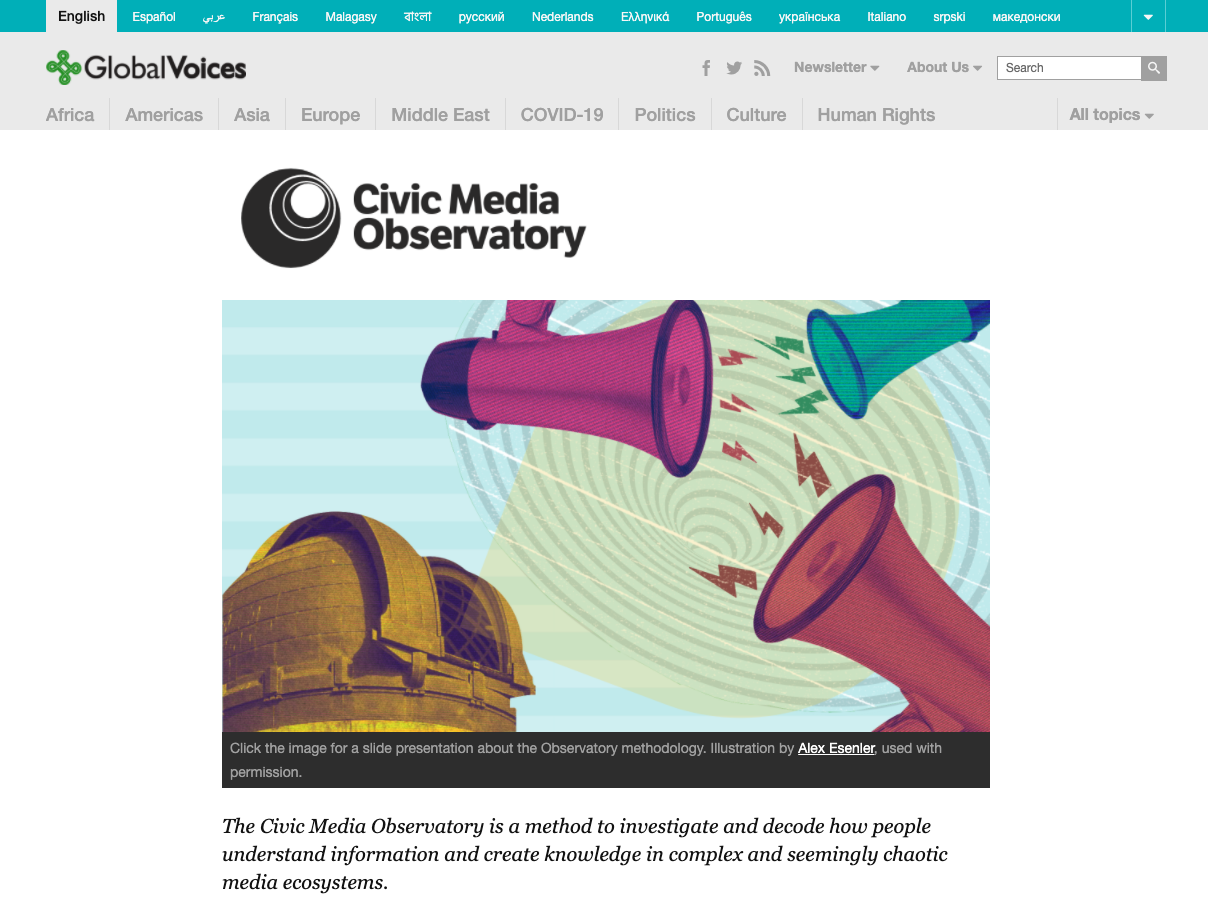 English Español عربي Français Malagasy বাংলা русский Nederlands Ελληνικά Português українська Italiano srpski македонски
GlobalVoices
Newsletter About Us Search
Africa Americas Asia Europe Middle East COVID-19 Politics Culture Human Rights All topics
Civic Media
Observatory
Click the image for a slide presentation about the Observatory methodology. Illustration by Alex Esenler, used with
permission.
The Civic Media Observatory is a method to investigate and decode how people
understand information and create knowledge in complex and seemingly chaotic
media ecosystems.